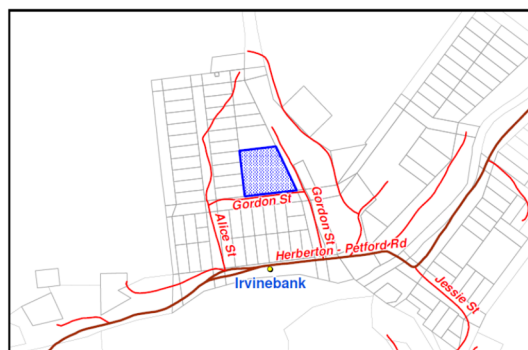 Gordon St
Alice St
Gordon St
Herberton - Petford Rd
Irvinebank
Jessie St